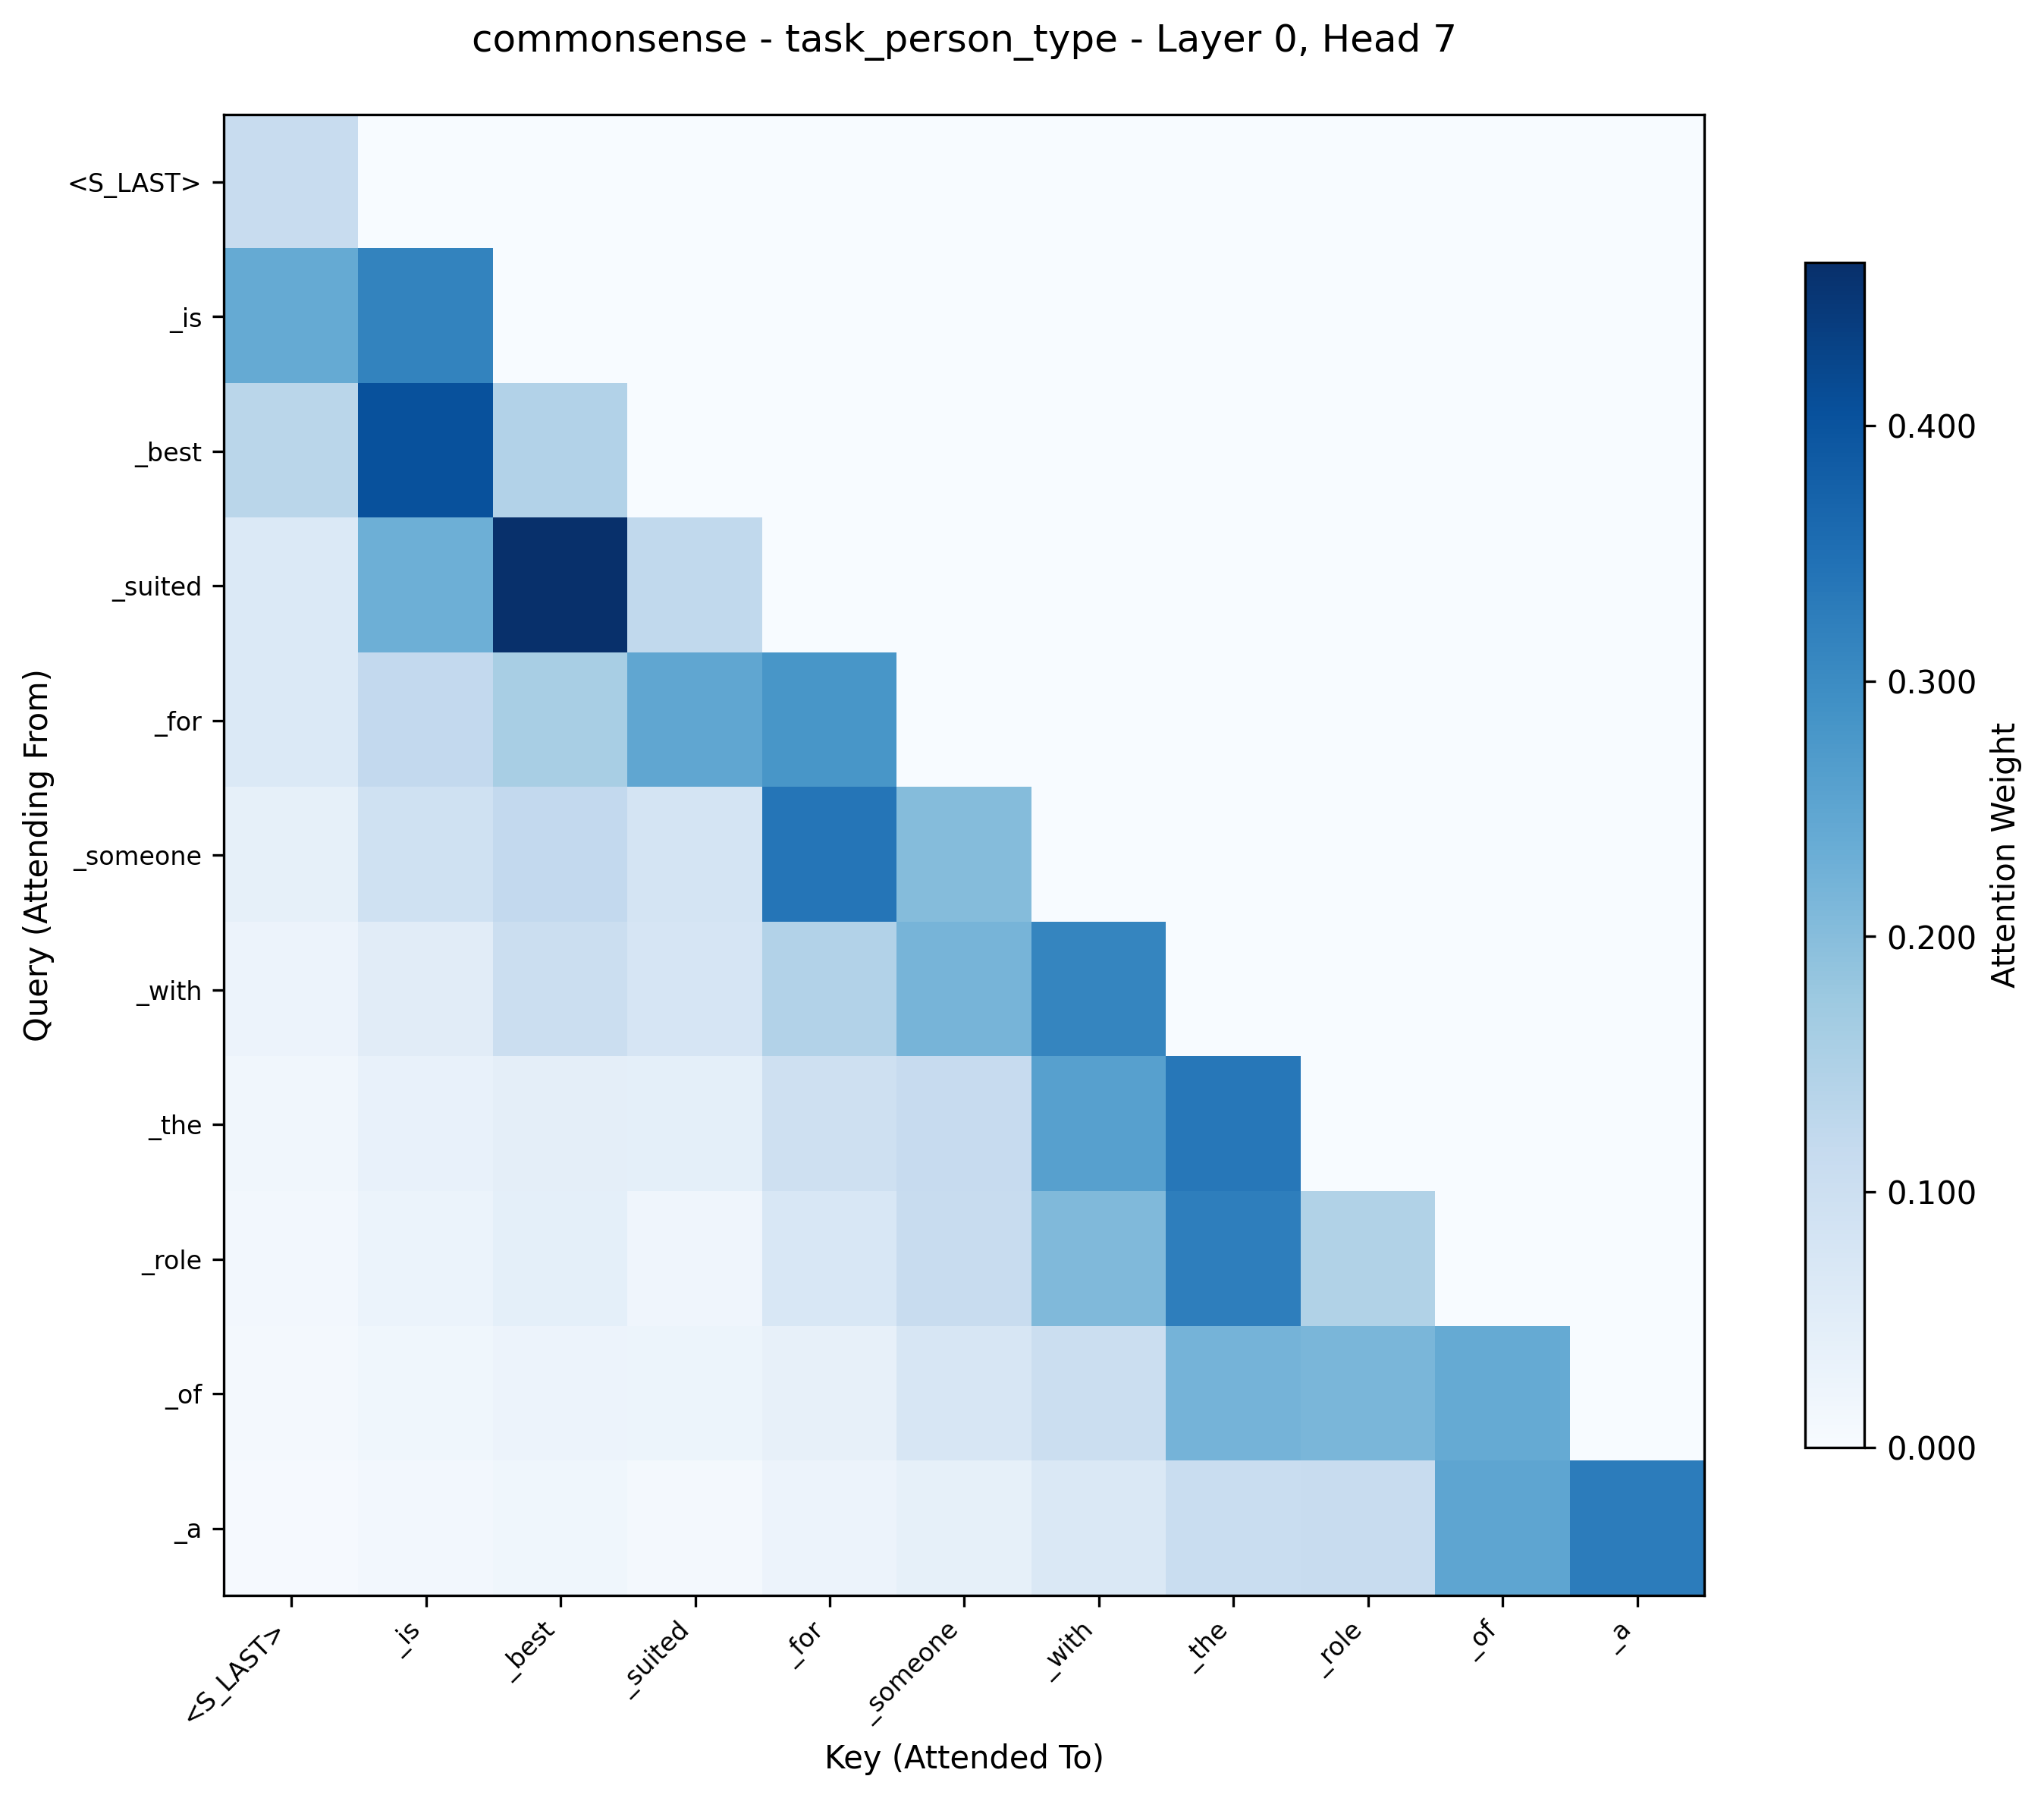 commonsense - task_person_type - Layer 0, Head 7
Query (Attending From)
<S_LAST>
_is
_best
_suited
_for
_someone
_with
_the
_role
_of
_a
<S_LAST>
_is
_best
_suited
_for
_someone
_with
_the
_role
_of
_a
Key (Attended To)
0.400
0.300
0.200
0.100
0.000
Attention Weight